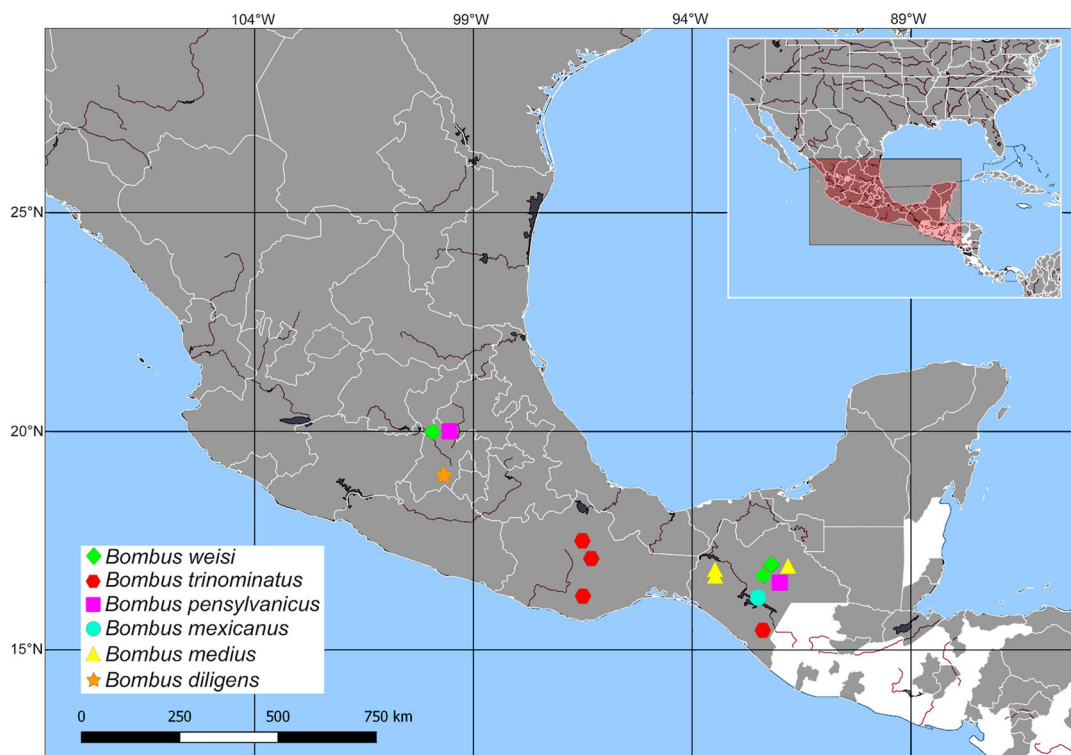 104°W 99°W 94°W 89°W
25°N
20°N
15°N
Bombus weisi
Bombus trinominatus
Bombus pensylvanicus
Bombus mexicanus
Bombus medius
Bombus diligens
0 250 500 750 km